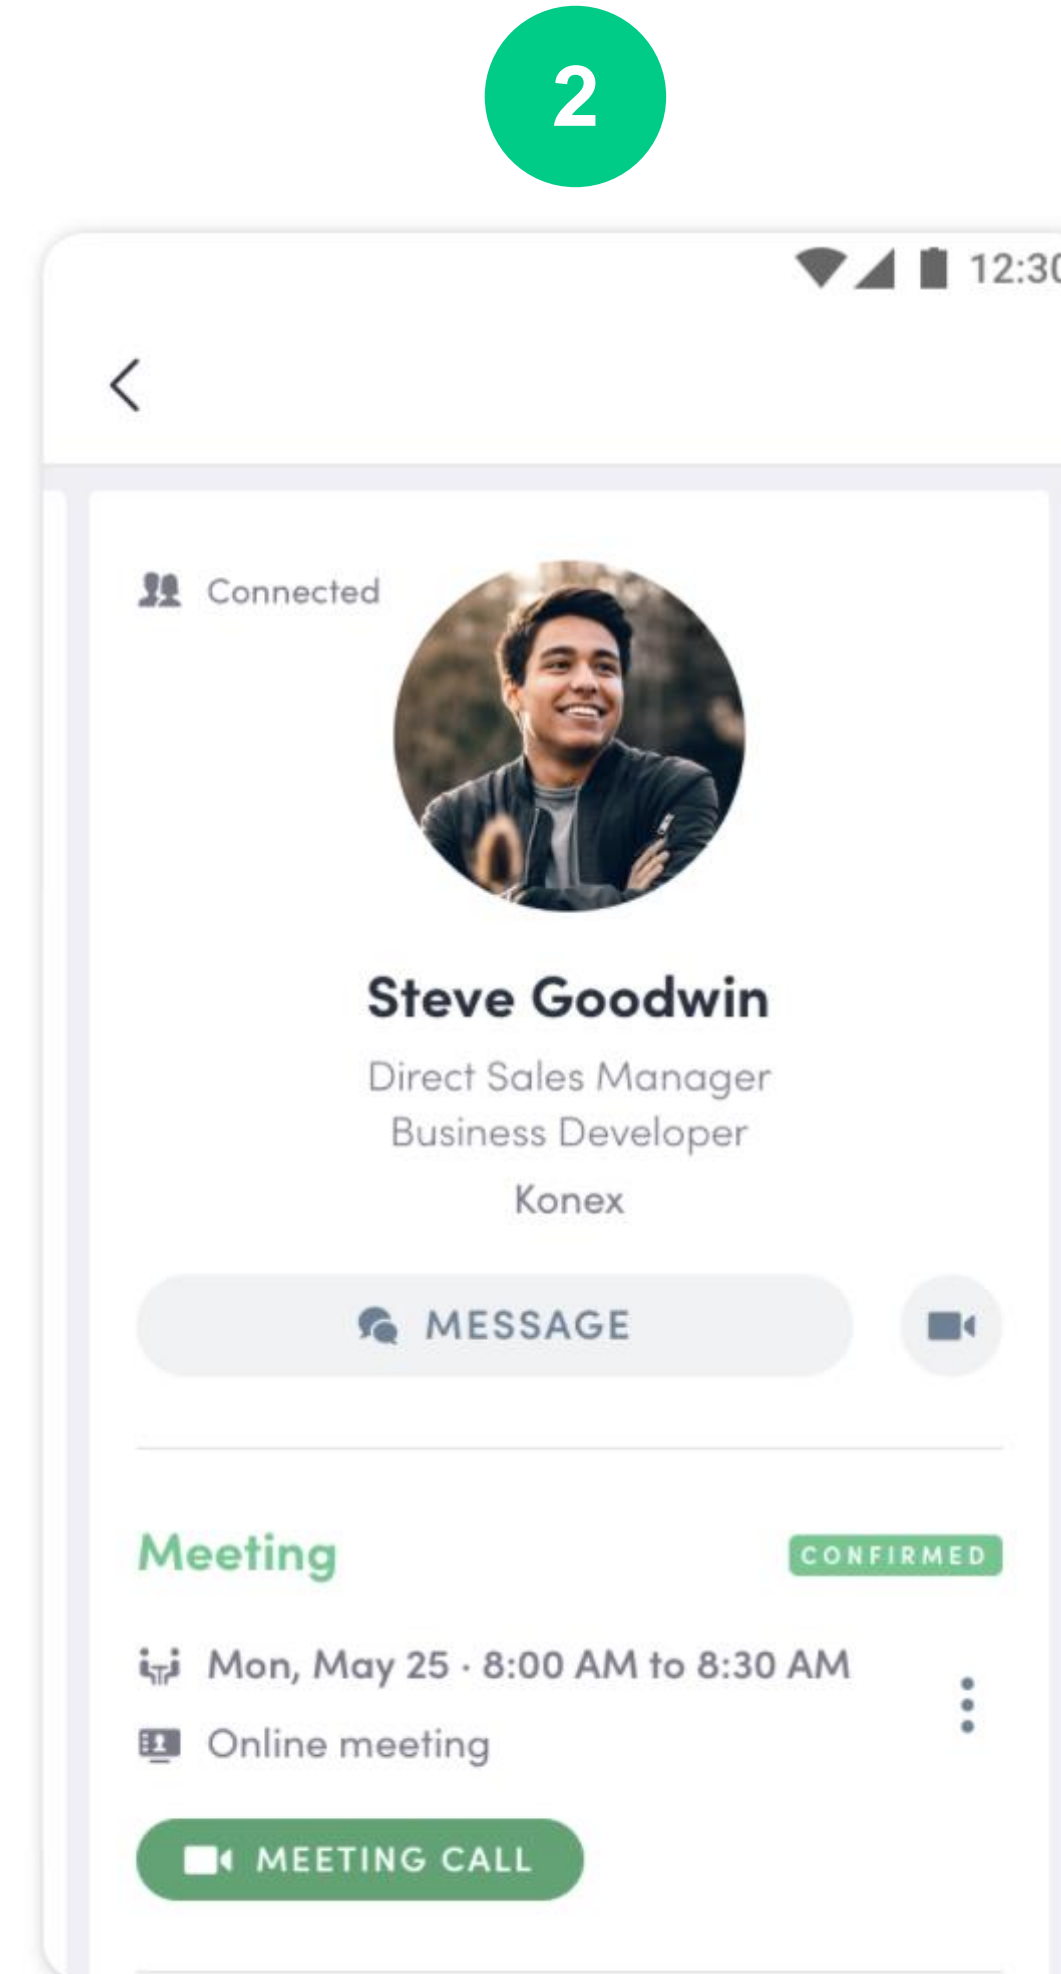 2
12:30
Connected
Steve Goodwin
Direct Sales Manager
Business Developer
Konex
MESSAGE
Meeting
CONFIRMED
Mon, May 25 · 8:00 AM to 8:30 AM
Online meeting
MEETING CALL